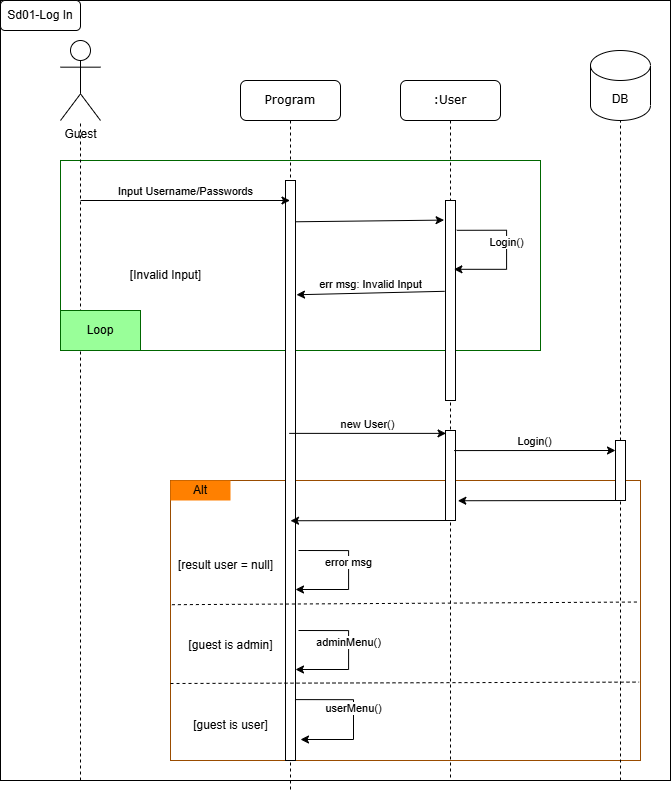 Sd01-Log In
Guest
Program
:User
DB
Input Username/Passwords
Login()
[Invalid Input]
err msg: Invalid Input
Loop
new User()
Login()
Alt
[result user = null]
error msg
[guest is admin]
adminMenu()
[guest is user]
userMenu()